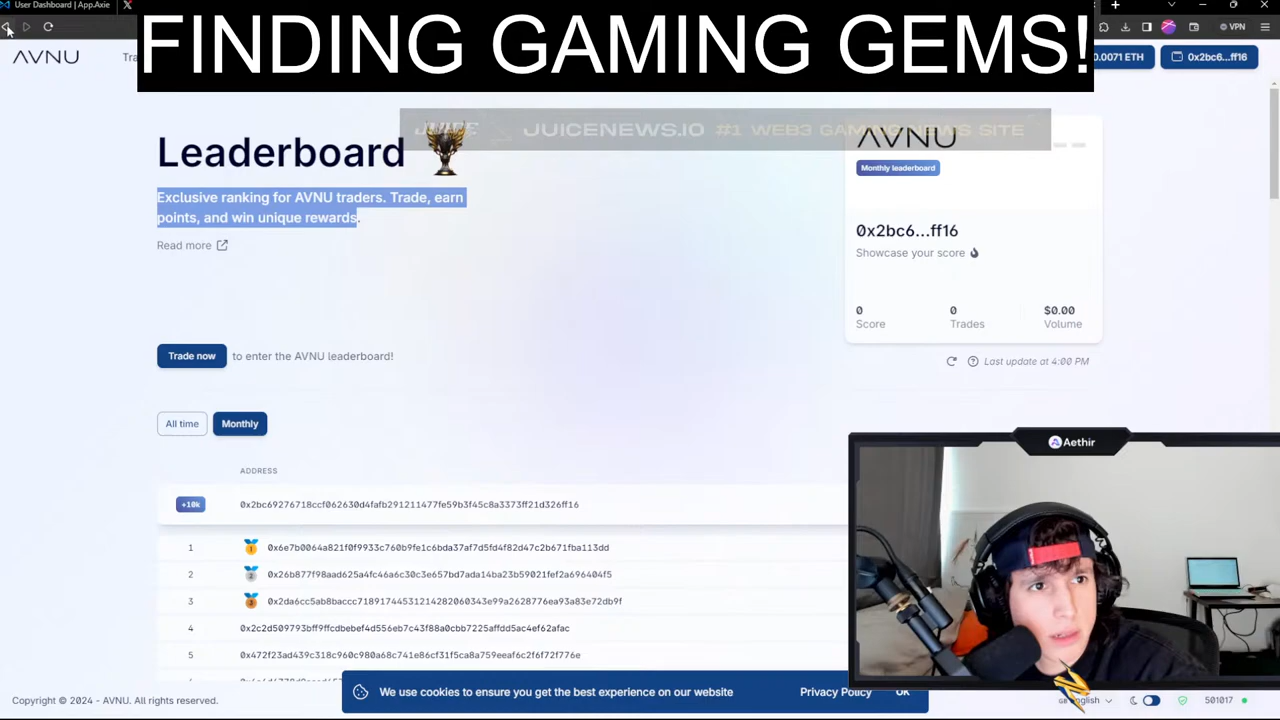 User Dashboard | App.Axie
FINDING GAMING GEMS!
VPN
AVNU
Tra
0.0071 ETH
0x2bc6...ff16
JUICE JUICENEWS.IO #1 WEB3 GAMING NEWS SITE
Leaderboard
Exclusive ranking for AVNU traders. Trade, earn
points, and win unique rewards.
Read more
AVNU
Monthly leaderboard
0x2bc6...ff16
Showcase your score
0 0 $0.00
Score Trades Volume
Trade now to enter the AVNU leaderboard!
Last update at 4:00 PM
All time Monthly
ADDRESS
+10k 0x2bc69276718ccf062630d4fafb291211477fe59b3f45c8a3373ff21d326ff16
1 0x6e7b0064a821f0f9933c760b9fe1c6bda37af7d5fd4f82d47c2b671fba113dd
2 0x26b877f98aad625a4fc46a6c30c3e657bd7ada14ba23b59021fef2a696404f5
3 0x2da6cc5ab8baccc71891744531214282060343e99a2628776ea93a83e72db9f
4 0x2c2d509793bff9ffcdbebef4d556eb7c43f88a0cbb7225affdd5ac4ef62afac
5 0x472f23ad439c318c960c980a68c741e86cf31f5ca8a759eeaf6c2f6f72f776e
Aethir
We use cookies to ensure you get the best experience on our website
Privacy Policy
OK
Copyright © 2024 - AVNU. All rights reserved.
English
501017